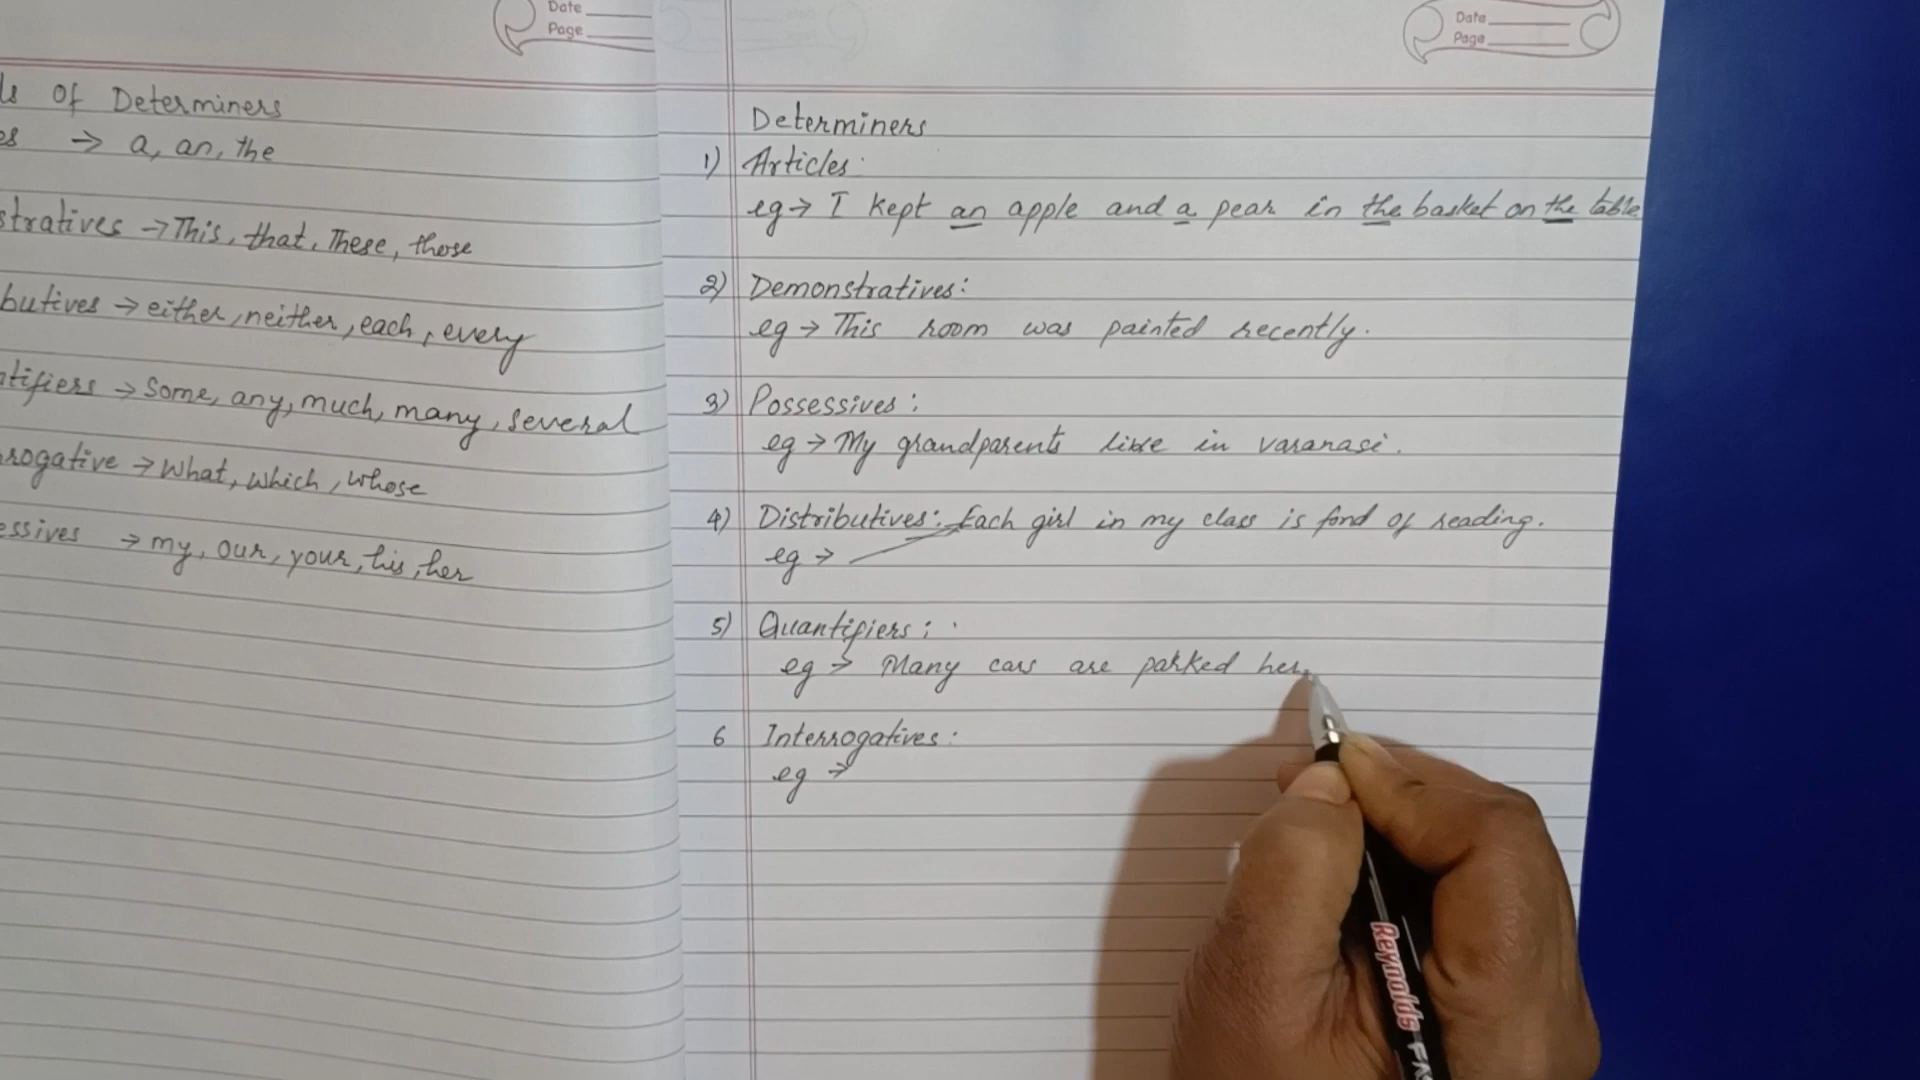 Date
Page
ls of Determiners
es → a, an, the
stratives → This, that, These, those
butives → either, neither, each, every
ntifiers → Some, any, much, many, several
rrogative → What, which, whose
essives → my, our, your, his, her
Date
Page
Determiners
1) Articles:
eg → I kept an apple and a pear in the basket on the table
2) Demonstratives:
eg → This room was painted recently.
3) Possessives:
eg → My grandparents live in varanasi.
4) Distributives: Each girl in my class is fond of reading.
eg →
5) Quantifiers:
eg → Many cars are parked her
6 Interrogatives:
eg →
Reynolds